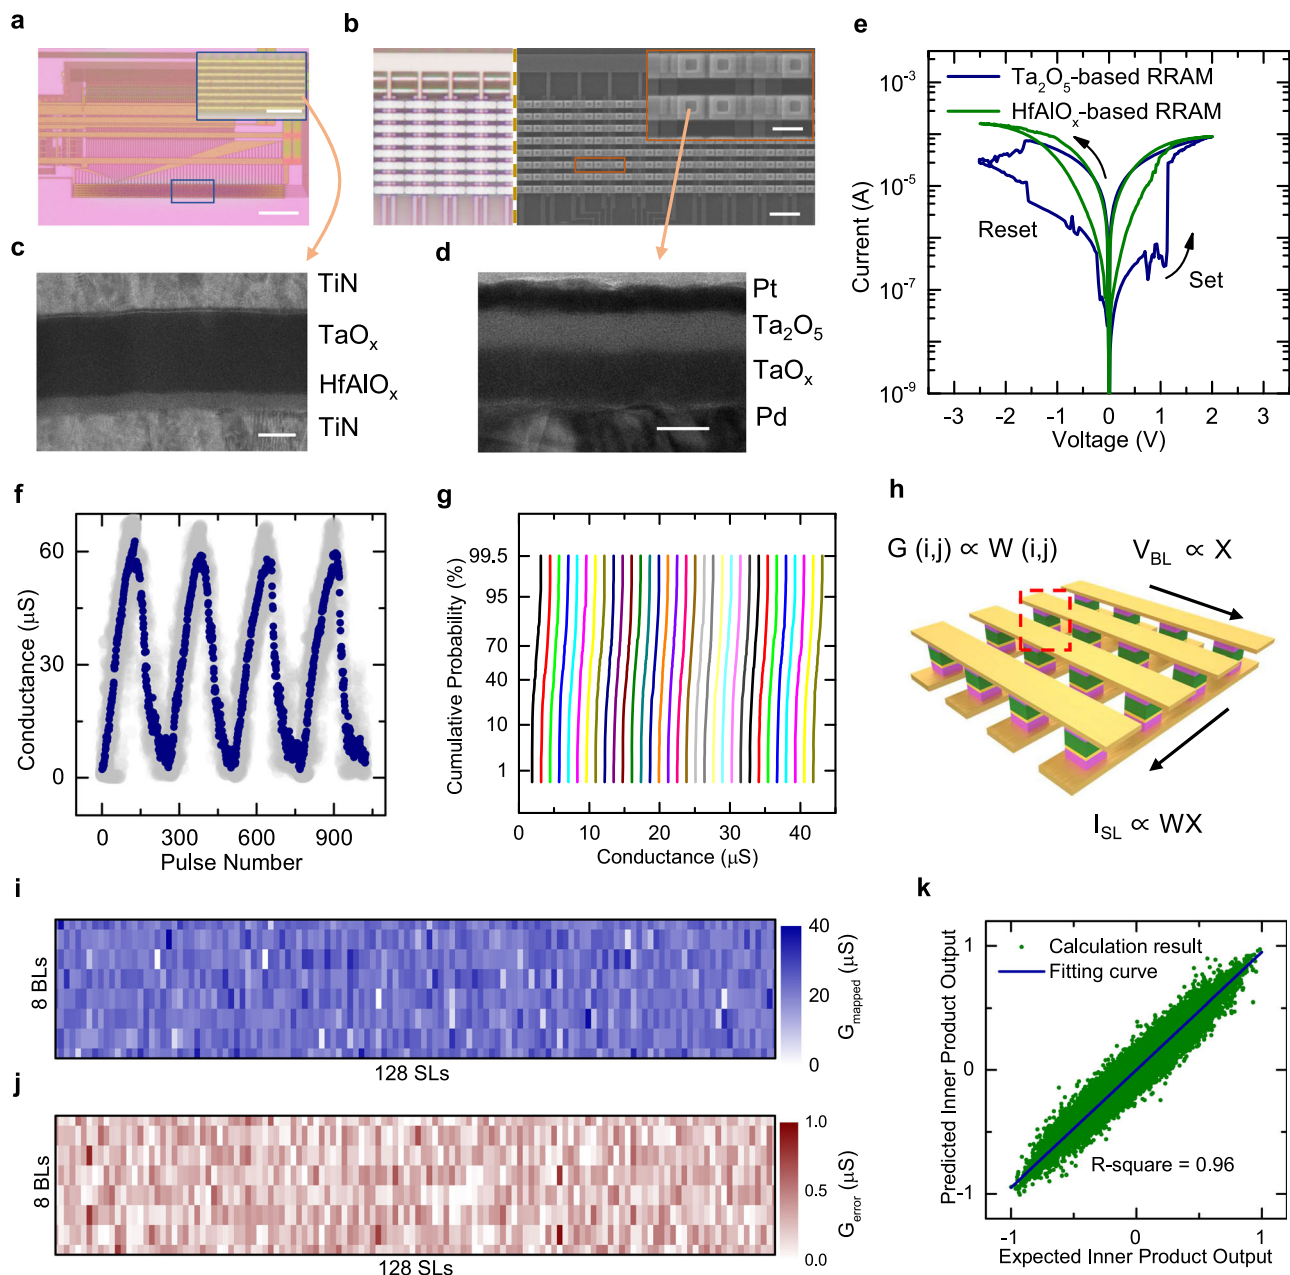 a
b
c
TiN
TaOₓ
HfAlOₓ
TiN
d
Pt
Ta₂O₅
TaOₓ
Pd
e
Ta₂O₅-based RRAM
HfAlOₓ-based RRAM
Reset
Set
Current (A)
10⁻³
10⁻⁵
10⁻⁷
10⁻⁹
-3 -2 -1 0 1 2 3
Voltage (V)
f
Conductance (μS)
60
30
0
0 300 600 900
Pulse Number
g
Cumulative Probability (%)
99.5
95
70
40
10
1
0 10 20 30 40
Conductance (μS)
h
G (i,j) ∝ W (i,j)
V_BL ∝ X
I_SL ∝ WX
i
8 BLs
128 SLs
40
20
0
G_mapped (μS)
j
8 BLs
128 SLs
1.0
0.5
0.0
G_error (μS)
k
Predicted Inner Product Output
1
0
-1
Calculation result
Fitting curve
R-square = 0.96
-1 0 1
Expected Inner Product Output